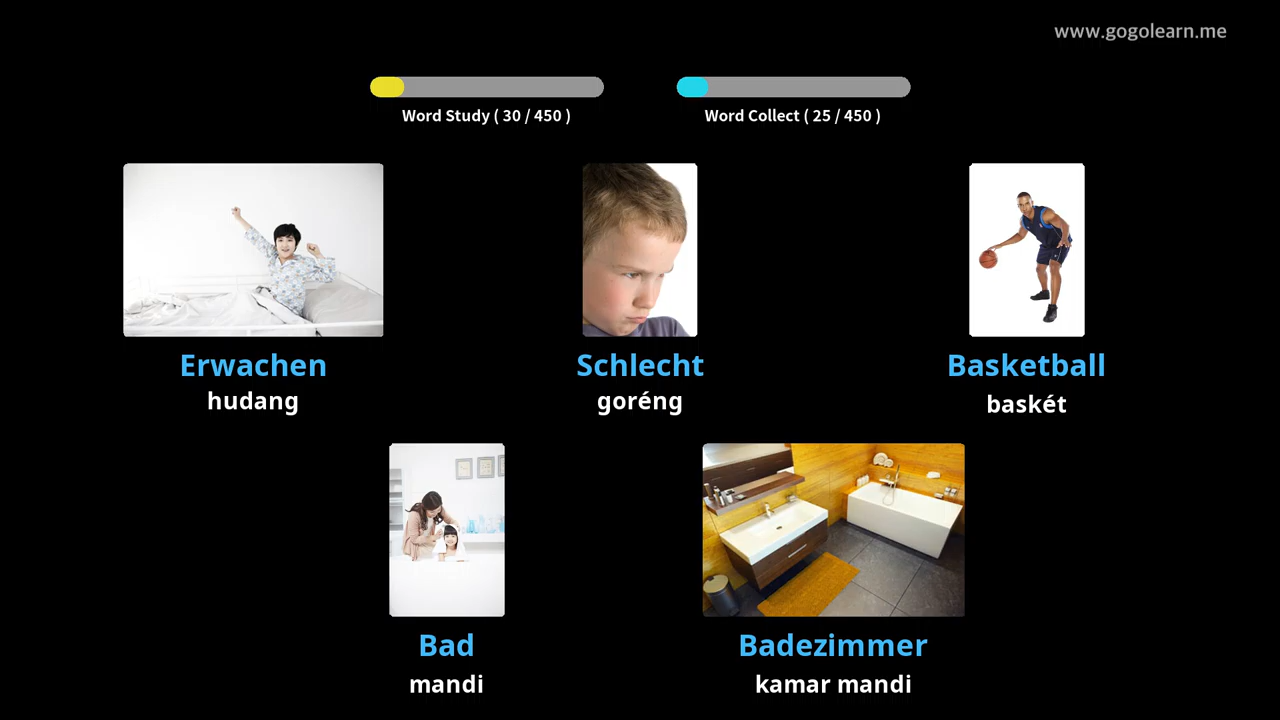 www.gogolearn.me
Word Study ( 30 / 450 )
Word Collect ( 25 / 450 )
Erwachen
hudang
Schlecht
goréng
Basketball
baskét
Bad
mandi
Badezimmer
kamar mandi